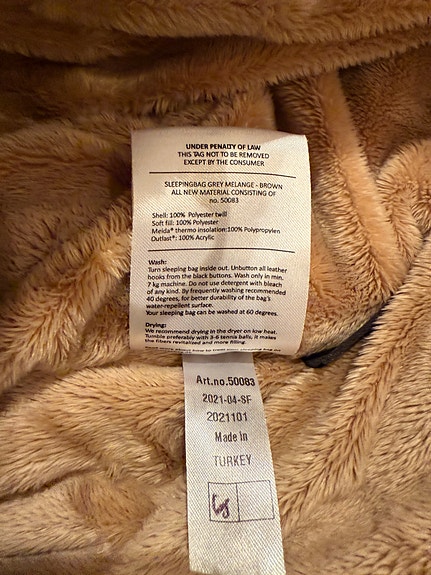 UNDER PENALTY OF LAW
THIS TAG NOT TO BE REMOVED
EXCEPT BY THE CONSUMER
SLEEPINGBAG GREY MELANGE - BROWN
ALL NEW MATERIAL CONSISTING OF
no. 50083
Shell: 100% Polyester twill
Soft fill: 100% Polyester
Meida® thermo insulation:100% Polypropylen
Outlast®: 100% Acrylic
Wash:
Turn sleeping bag inside out. Unbutton all leather
hooks from the black buttons. Wash only in min.
7 kg machine. Do not use detergent with bleach
of any kind. By frequently washing recommended
40 degrees, for better durability of the bag's
water-repellent surface.
Your sleeping bag can be washed at 60 degrees.
Drying:
We recommend drying in the dryer on low heat.
Tumble preferably with 3-6 tennis balls, it makes
the fibers revitalized and more filling.
Art.no.50083
2021-04-SF
2021101
Made In
TURKEY